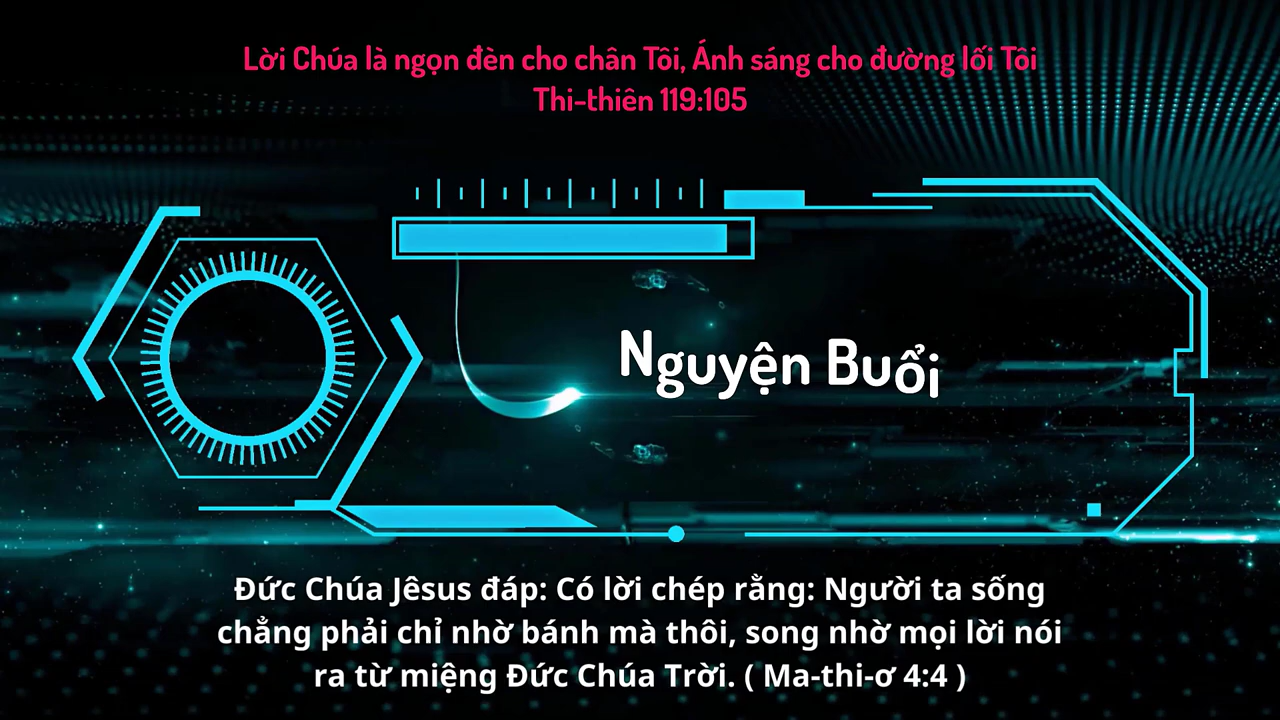 Lời Chúa là ngọn đèn cho chân Tôi, Ánh sáng cho đường lối Tôi
Thi-thiên 119:105
Nguyện Buổi
Đức Chúa Jêsus đáp: Có lời chép rằng: Người ta sống
chẳng phải chỉ nhờ bánh mà thôi, song nhờ mọi lời nói
ra từ miệng Đức Chúa Trời. ( Ma-thi-ơ 4:4 )